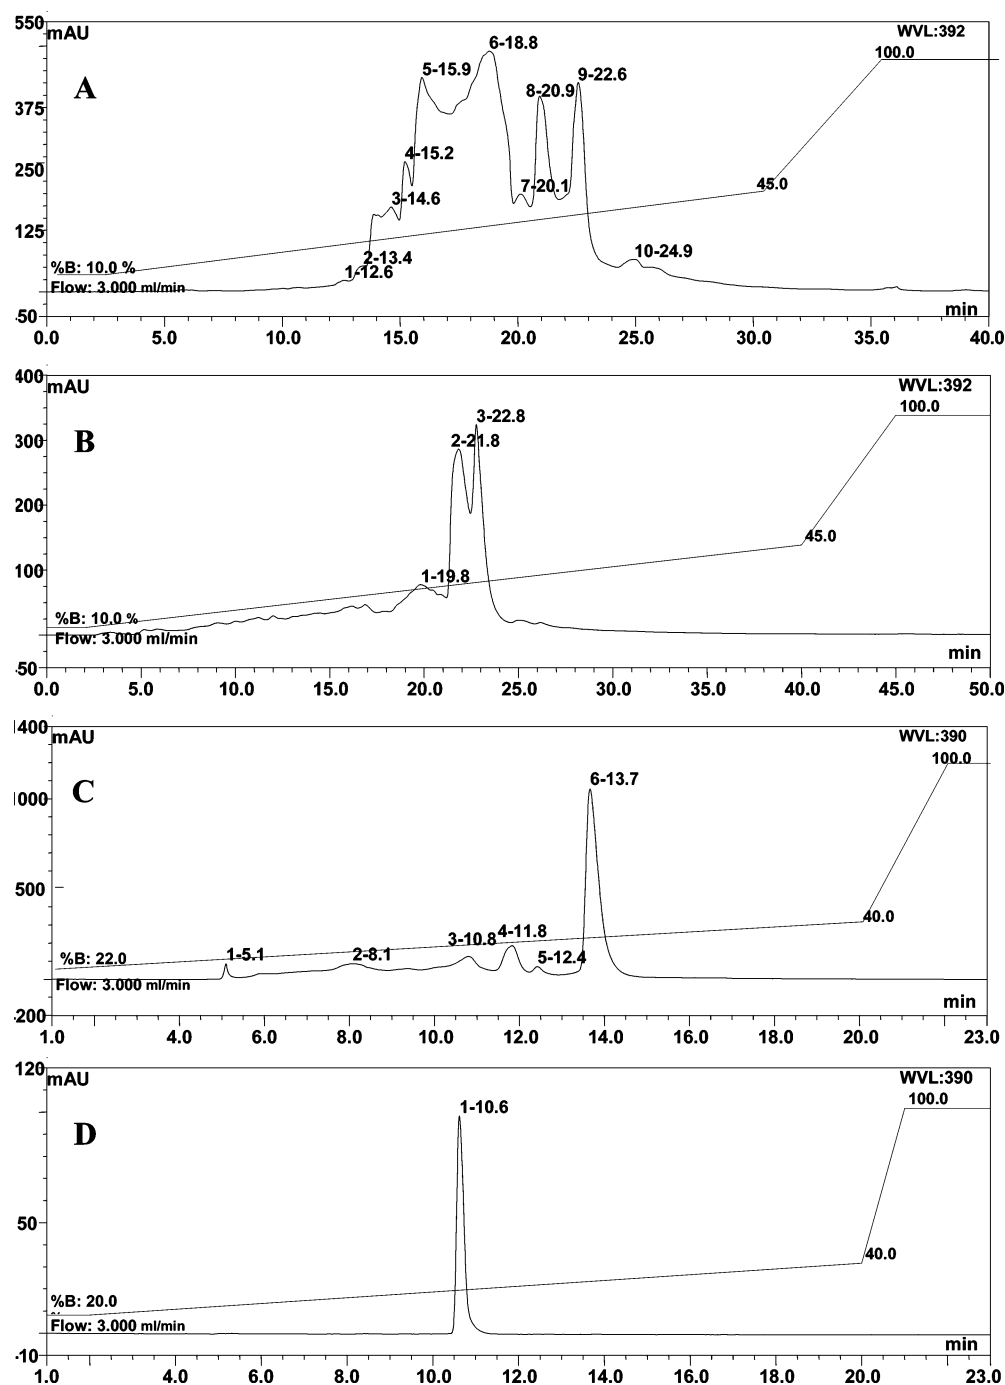 550
mAU
WVL:392
100.0
6-18.8
5-15.9
9-22.6
A
8-20.9
375
4-15.2
250
7-20.1
45.0
3-14.6
125
10-24.9
2-13.4
%B: 10.0 %
1-12.6
Flow: 3.000 ml/min
min
-50
0.0 5.0 10.0 15.0 20.0 25.0 30.0 35.0 40.0
400
mAU
WVL:392
100.0
3-22.8
B
2-21.8
300
200
45.0
100
1-19.8
%B: 10.0 %
Flow: 3.000 ml/min
min
-50
0.0 5.0 10.0 15.0 20.0 25.0 30.0 35.0 40.0 45.0 50.0
400
mAU
WVL:390
100.0
6-13.7
C
000
500
40.0
4-11.8
3-10.8
1-5.1
2-8.1
5-12.4
%B: 22.0
Flow: 3.000 ml/min
min
-200
1.0 4.0 6.0 8.0 10.0 12.0 14.0 16.0 18.0 20.0 23.0
120
mAU
WVL:390
100.0
1-10.6
D
50
40.0
%B: 20.0
Flow: 3.000 ml/min
min
-10
1.0 4.0 6.0 8.0 10.0 12.0 14.0 16.0 18.0 20.0 23.0